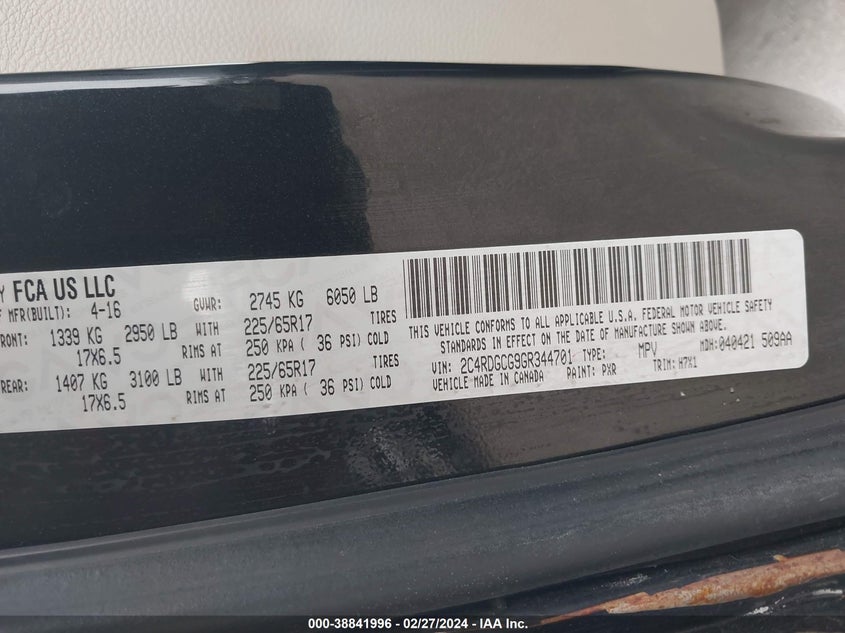 Y FCA US LLC
F MFR(BUILT): 4-16 GVWR: 2745 KG 6050 LB
FRONT: 1339 KG 2950 LB WITH 225/65R17 TIRES
17X6.5 RIMS AT 250 KPA ( 36 PSI) COLD
REAR: 1407 KG 3100 LB WITH 225/65R17 TIRES
17X6.5 RIMS AT 250 KPA ( 36 PSI) COLD
THIS VEHICLE CONFORMS TO ALL APPLICABLE U.S.A. FEDERAL MOTOR VEHICLE SAFETY
STANDARDS IN EFFECT ON THE DATE OF MANUFACTURE SHOWN ABOVE.
VIN: 2C4RDGCG9GR344701 TYPE: MPV MDH: 040421 509AA
VEHICLE MADE IN CANADA PAINT: PXR TRIM: H7X1
000-38841996 - 02/27/2024 - IAA Inc.